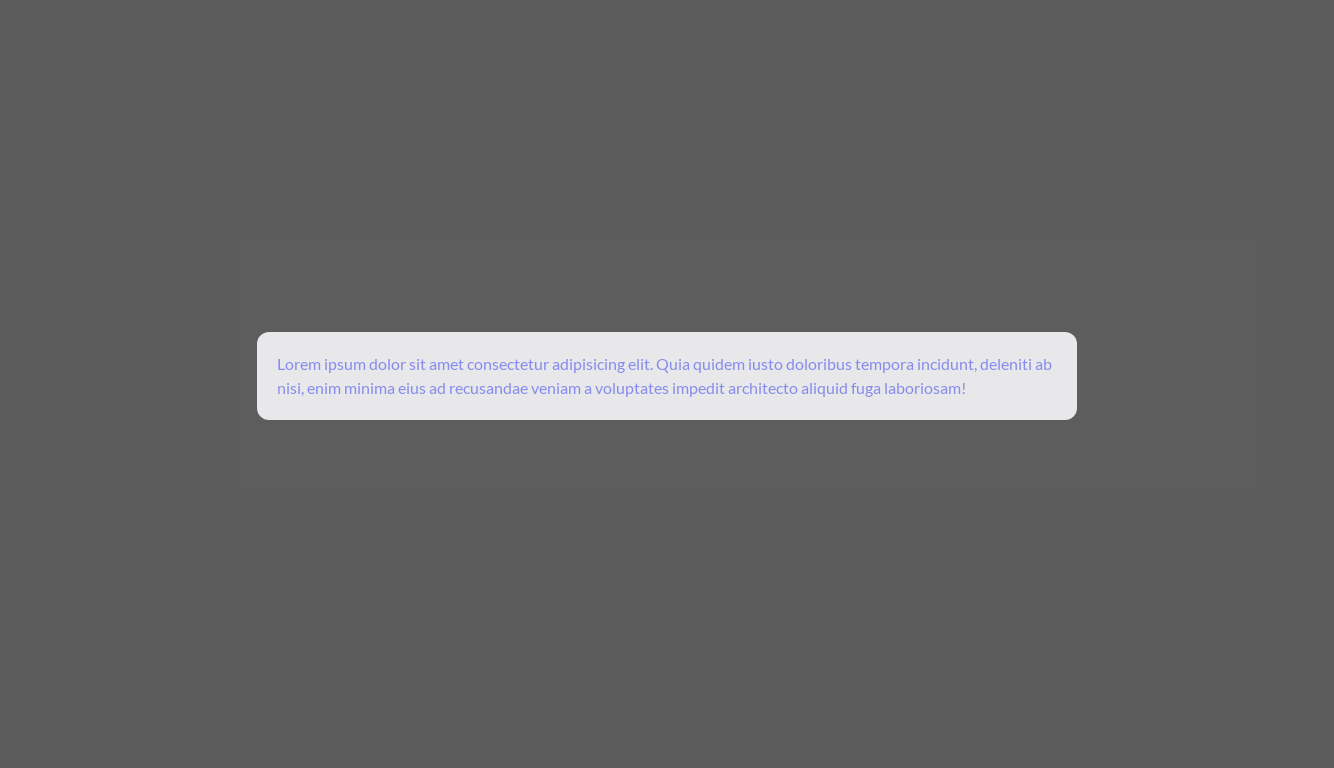 Lorem ipsum dolor sit amet consectetur adipisicing elit. Quia quidem iusto doloribus tempora incidunt, deleniti ab
nisi, enim minima eius ad recusandae veniam a voluptates impedit architecto aliquid fuga laboriosam!